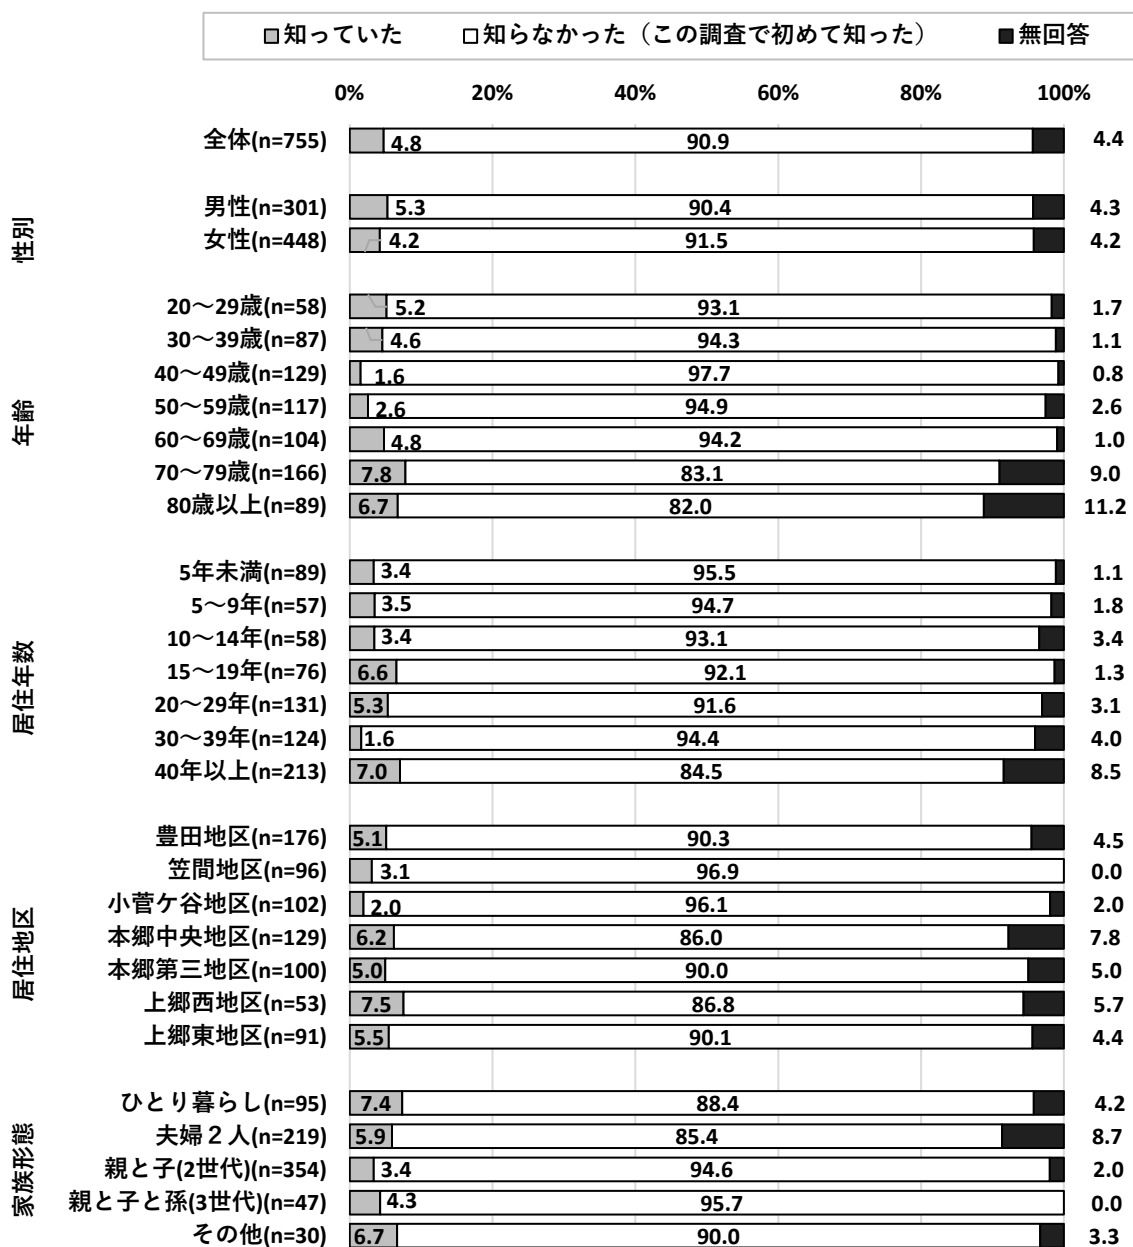 知っていた 知らなかった（この調査で初めて知った） 無回答
0% 20% 40% 60% 80% 100%
全体(n=755) 4.8 90.9 4.4
性別
男性(n=301) 5.3 90.4 4.3
女性(n=448) 4.2 91.5 4.2
年齢
20～29歳(n=58) 5.2 93.1 1.7
30～39歳(n=87) 4.6 94.3 1.1
40～49歳(n=129) 1.6 97.7 0.8
50～59歳(n=117) 2.6 94.9 2.6
60～69歳(n=104) 4.8 94.2 1.0
70～79歳(n=166) 7.8 83.1 9.0
80歳以上(n=89) 6.7 82.0 11.2
居住年数
5年未満(n=89) 3.4 95.5 1.1
5～9年(n=57) 3.5 94.7 1.8
10～14年(n=58) 3.4 93.1 3.4
15～19年(n=76) 6.6 92.1 1.3
20～29年(n=131) 5.3 91.6 3.1
30～39年(n=124) 1.6 94.4 4.0
40年以上(n=213) 7.0 84.5 8.5
居住地区
豊田地区(n=176) 5.1 90.3 4.5
笠間地区(n=96) 3.1 96.9 0.0
小菅ケ谷地区(n=102) 2.0 96.1 2.0
本郷中央地区(n=129) 6.2 86.0 7.8
本郷第三地区(n=100) 5.0 90.0 5.0
上郷西地区(n=53) 7.5 86.8 5.7
上郷東地区(n=91) 5.5 90.1 4.4
家族形態
ひとり暮らし(n=95) 7.4 88.4 4.2
夫婦２人(n=219) 5.9 85.4 8.7
親と子(2世代)(n=354) 3.4 94.6 2.0
親と子と孫(3世代)(n=47) 4.3 95.7 0.0
その他(n=30) 6.7 90.0 3.3